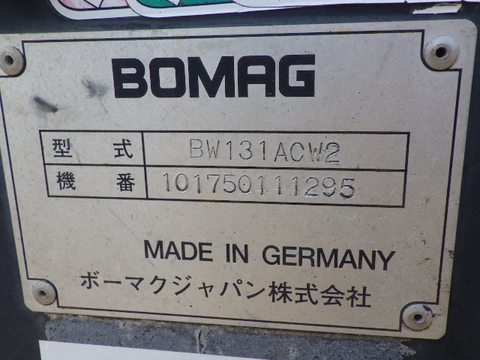 BOMAG
型式 BW131ACW2
機番 101750111295
MADE IN GERMANY
ボーマクジャパン株式会社